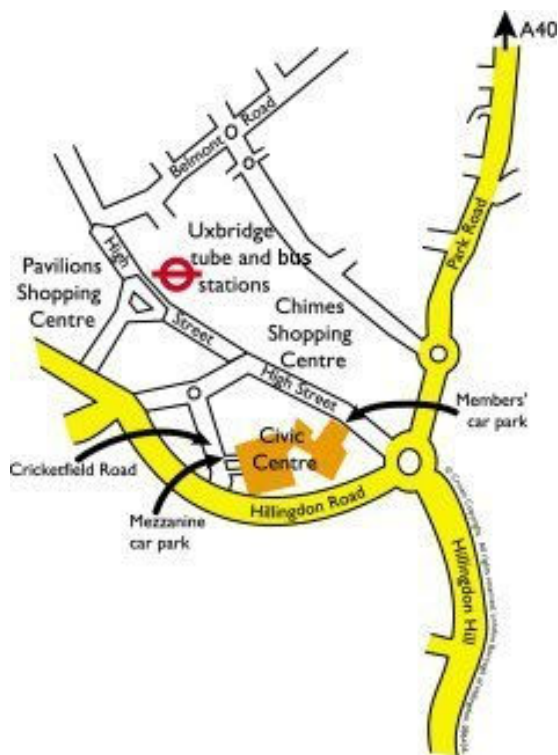 A40
Belmont Road
Park Road
Uxbridge
tube and bus
stations
High
Street
Pavilions
Shopping
Centre
Chimes
Shopping
Centre
High Street
Members'
car park
Civic
Centre
Cricketfield Road
Mezzanine
car park
Hillingdon Road
Hillingdon Hill